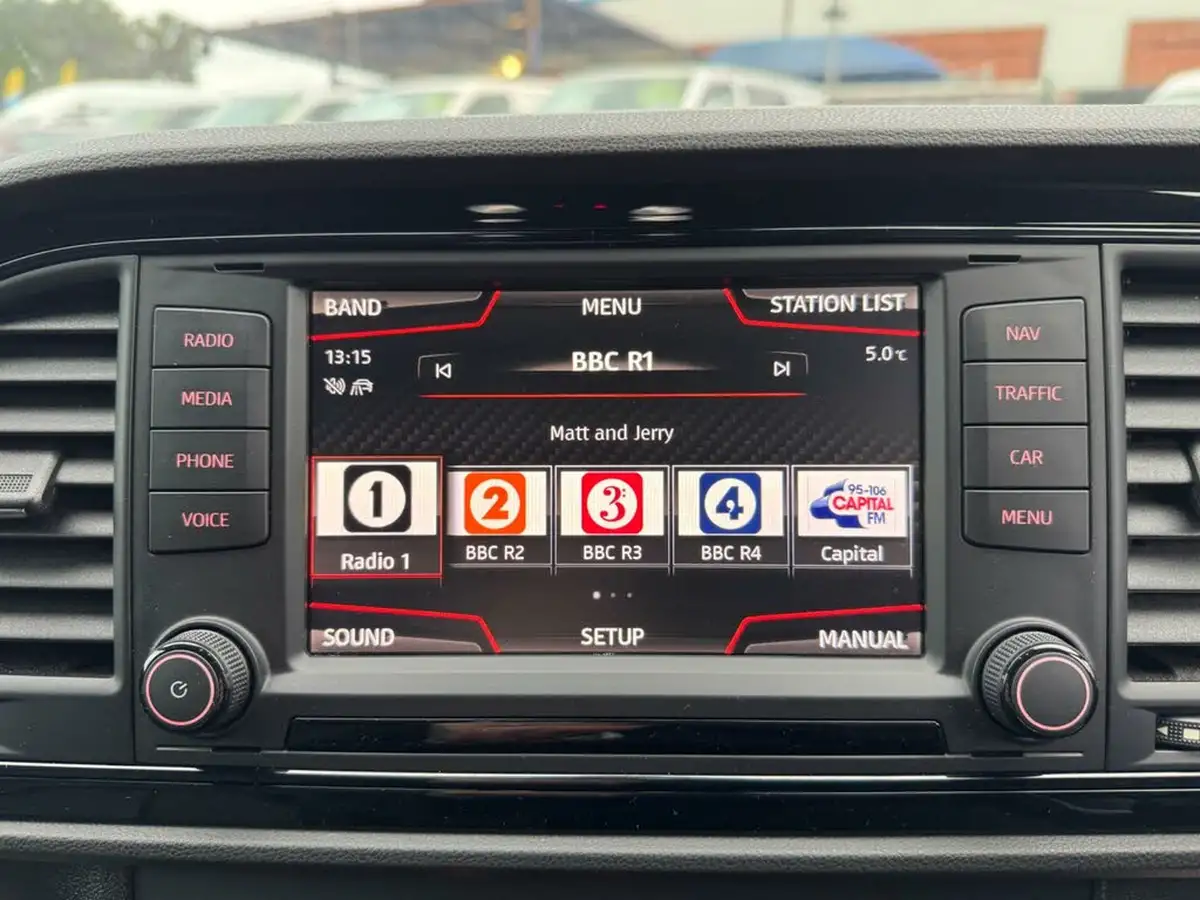 BAND MENU STATION LIST
RADIO
NAV
13:15
BBC R1
5.0°C
MEDIA
TRAFFIC
Matt and Jerry
PHONE
CAR
1 2 3 4 95-106 CAPITAL FM
VOICE
MENU
Radio 1 BBC R2 BBC R3 BBC R4 Capital
SOUND SETUP MANUAL